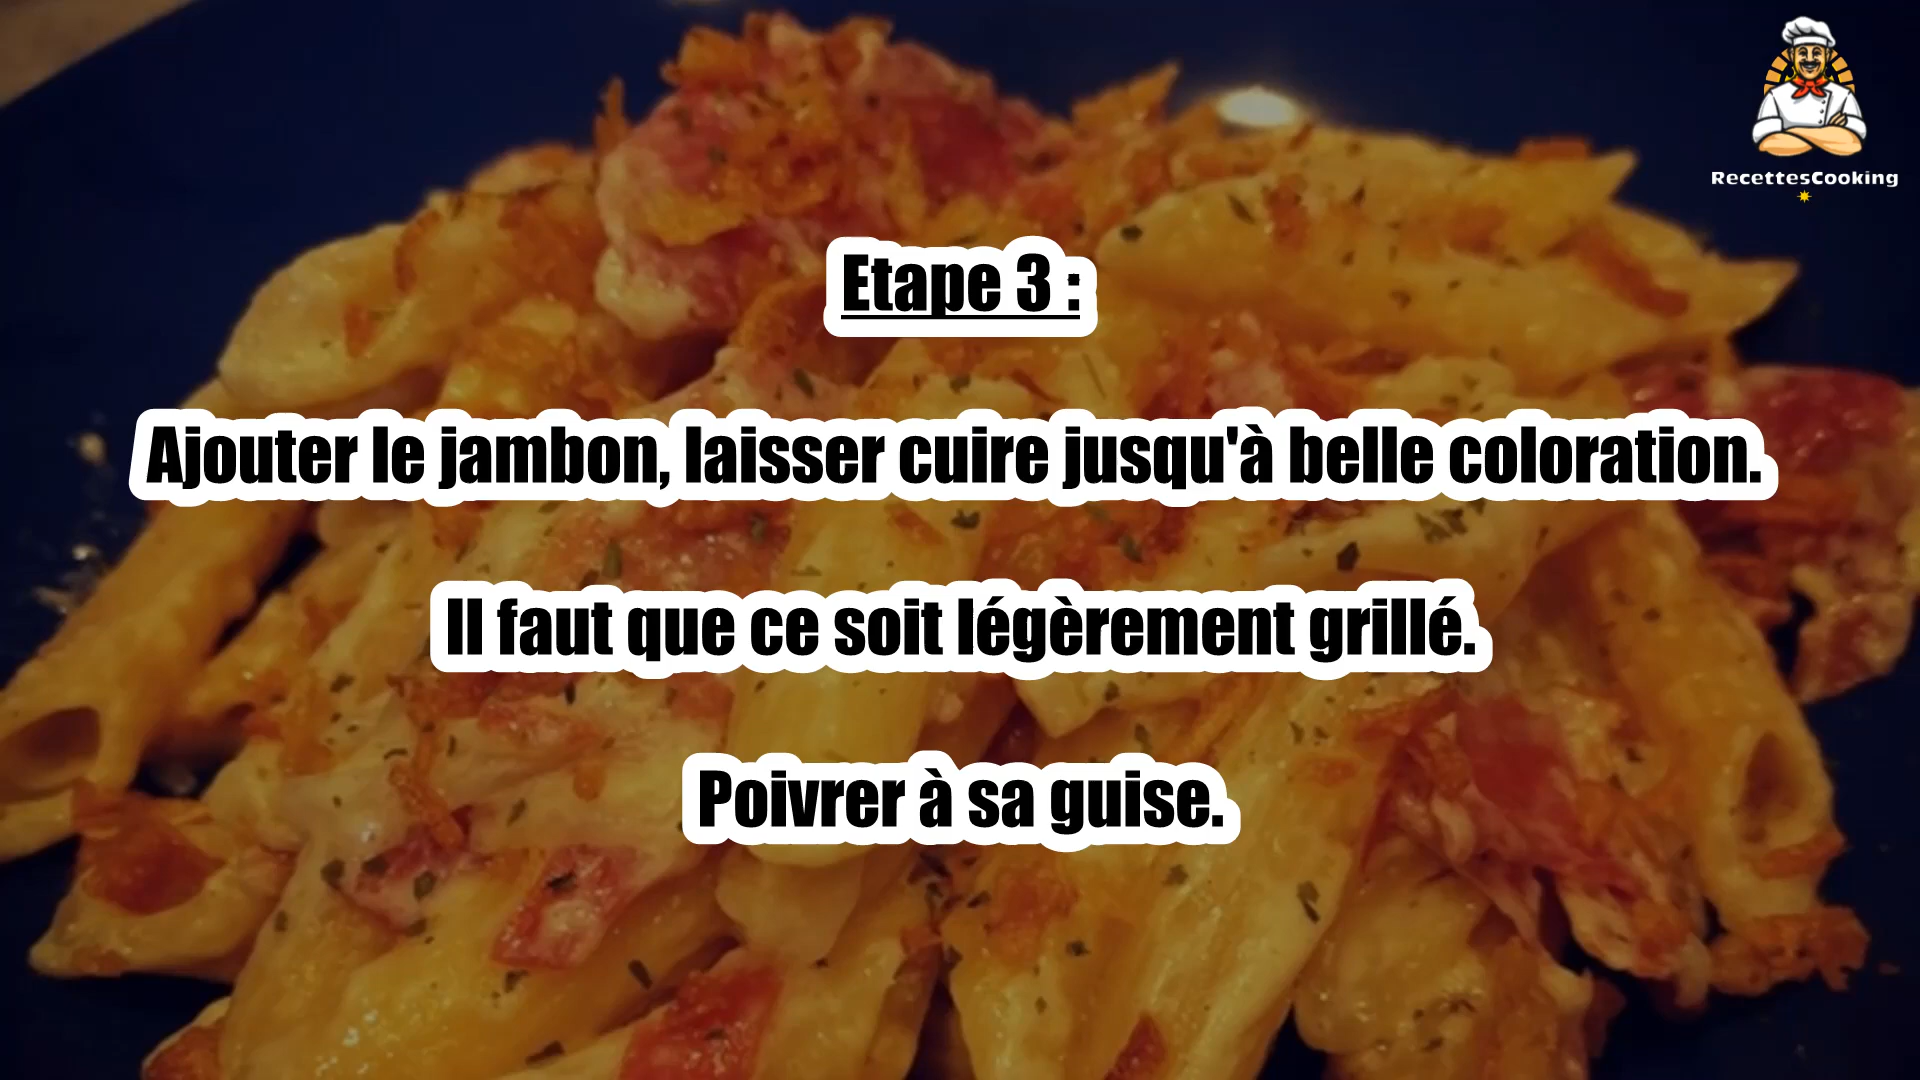 RecettesCooking
Etape 3 :
Ajouter le jambon, laisser cuire jusqu'à belle coloration.
Il faut que ce soit légèrement grillé.
Poivrer à sa guise.